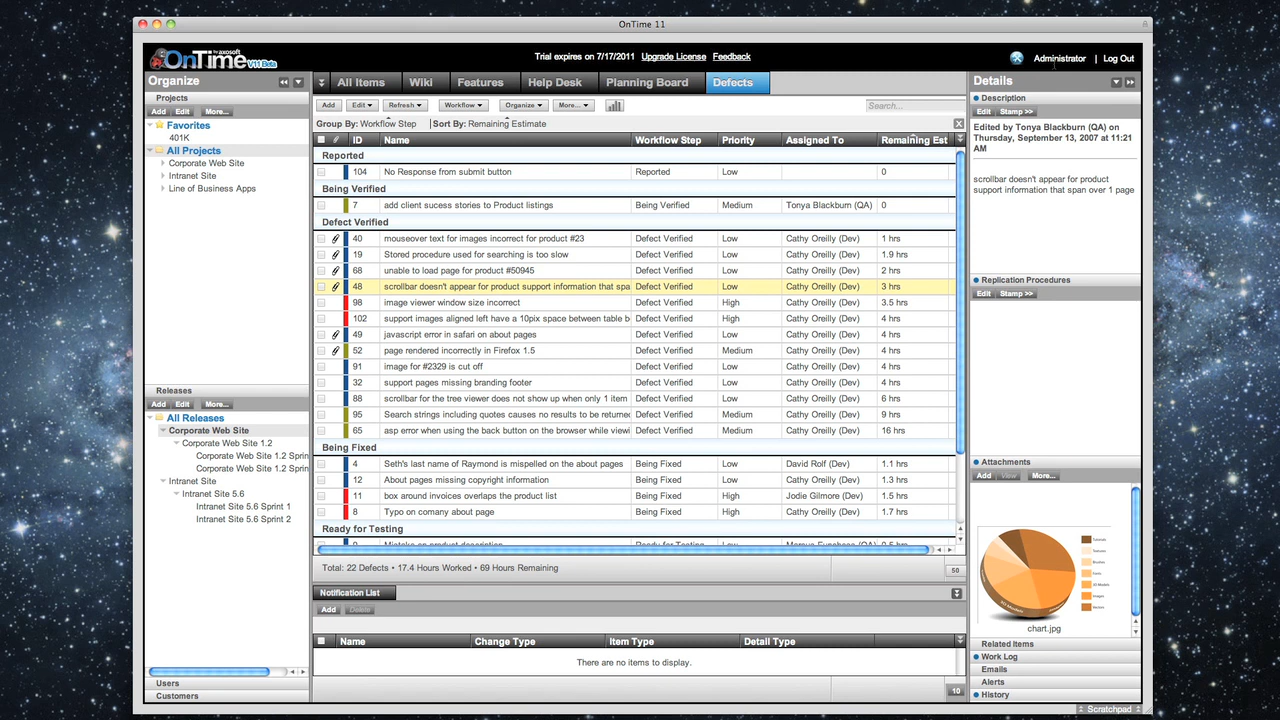 OnTime 11
OnTime by axosoft V11 Beta
Trial expires on 7/17/2011 Upgrade License Feedback
Administrator | Log Out
Organize
Projects
Add Edit More...
Favorites
401K
All Projects
Corporate Web Site
Intranet Site
Line of Business Apps
Releases
Add Edit More...
All Releases
Corporate Web Site
Corporate Web Site 1.2
Corporate Web Site 1.2 Sprin
Corporate Web Site 1.2 Sprin
Intranet Site
Intranet Site 5.6
Intranet Site 5.6 Sprint 1
Intranet Site 5.6 Sprint 2
Users
Customers
All Items Wiki Features Help Desk Planning Board Defects
Add Edit Refresh Workflow Organize More... Search...
Group By: Workflow Step Sort By: Remaining Estimate
ID Name Workflow Step Priority Assigned To Remaining Est
Reported
104 No Response from submit button Reported Low 0
Being Verified
7 add client sucess stories to Product listings Being Verified Medium Tonya Blackburn (QA) 0
Defect Verified
40 mouseover text for images incorrect for product #23 Defect Verified Low Cathy Oreilly (Dev) 1 hrs
19 Stored procedure used for searching is too slow Defect Verified Low Cathy Oreilly (Dev) 1.9 hrs
68 unable to load page for product #50945 Defect Verified Low Cathy Oreilly (Dev) 2 hrs
48 scrollbar doesn't appear for product support information that spa Defect Verified Low Cathy Oreilly (Dev) 3 hrs
98 image viewer window size incorrect Defect Verified High Cathy Oreilly (Dev) 3.5 hrs
102 support images aligned left have a 10pix space between table b Defect Verified High Cathy Oreilly (Dev) 4 hrs
49 javascript error in safari on about pages Defect Verified Low Cathy Oreilly (Dev) 4 hrs
52 page rendered incorrectly in Firefox 1.5 Defect Verified Medium Cathy Oreilly (Dev) 4 hrs
91 image for #2329 is cut off Defect Verified Low Cathy Oreilly (Dev) 4 hrs
32 support pages missing branding footer Defect Verified Low Cathy Oreilly (Dev) 4 hrs
88 scrollbar for the tree viewer does not show up when only 1 item Defect Verified Low Cathy Oreilly (Dev) 6 hrs
95 Search strings including quotes causes no results to be returne Defect Verified Medium Cathy Oreilly (Dev) 9 hrs
65 asp error when using the back button on the browser while viewi Defect Verified Medium Cathy Oreilly (Dev) 16 hrs
Being Fixed
4 Seth's last name of Raymond is mispelled on the about pages Being Fixed Low David Rolf (Dev) 1.1 hrs
12 About pages missing copyright information Being Fixed Low Cathy Oreilly (Dev) 1.3 hrs
11 box around invoices overlaps the product list Being Fixed High Jodie Gilmore (Dev) 1.5 hrs
8 Typo on comany about page Being Fixed High Cathy Oreilly (Dev) 1.7 hrs
Ready for Testing
Total: 22 Defects • 17.4 Hours Worked • 69 Hours Remaining
50
Notification List
Add Delete
Name Change Type Item Type Detail Type
There are no items to display.
10
Details
Description
Edit Stamp >>
Edited by Tonya Blackburn (QA) on
Thursday, September 13, 2007 at 11:21
AM
scrollbar doesn't appear for product
support information that span over 1 page
Replication Procedures
Edit Stamp >>
Attachments
Add View More...
chart.jpg
Related Items
Work Log
Emails
Alerts
History
Scratchpad